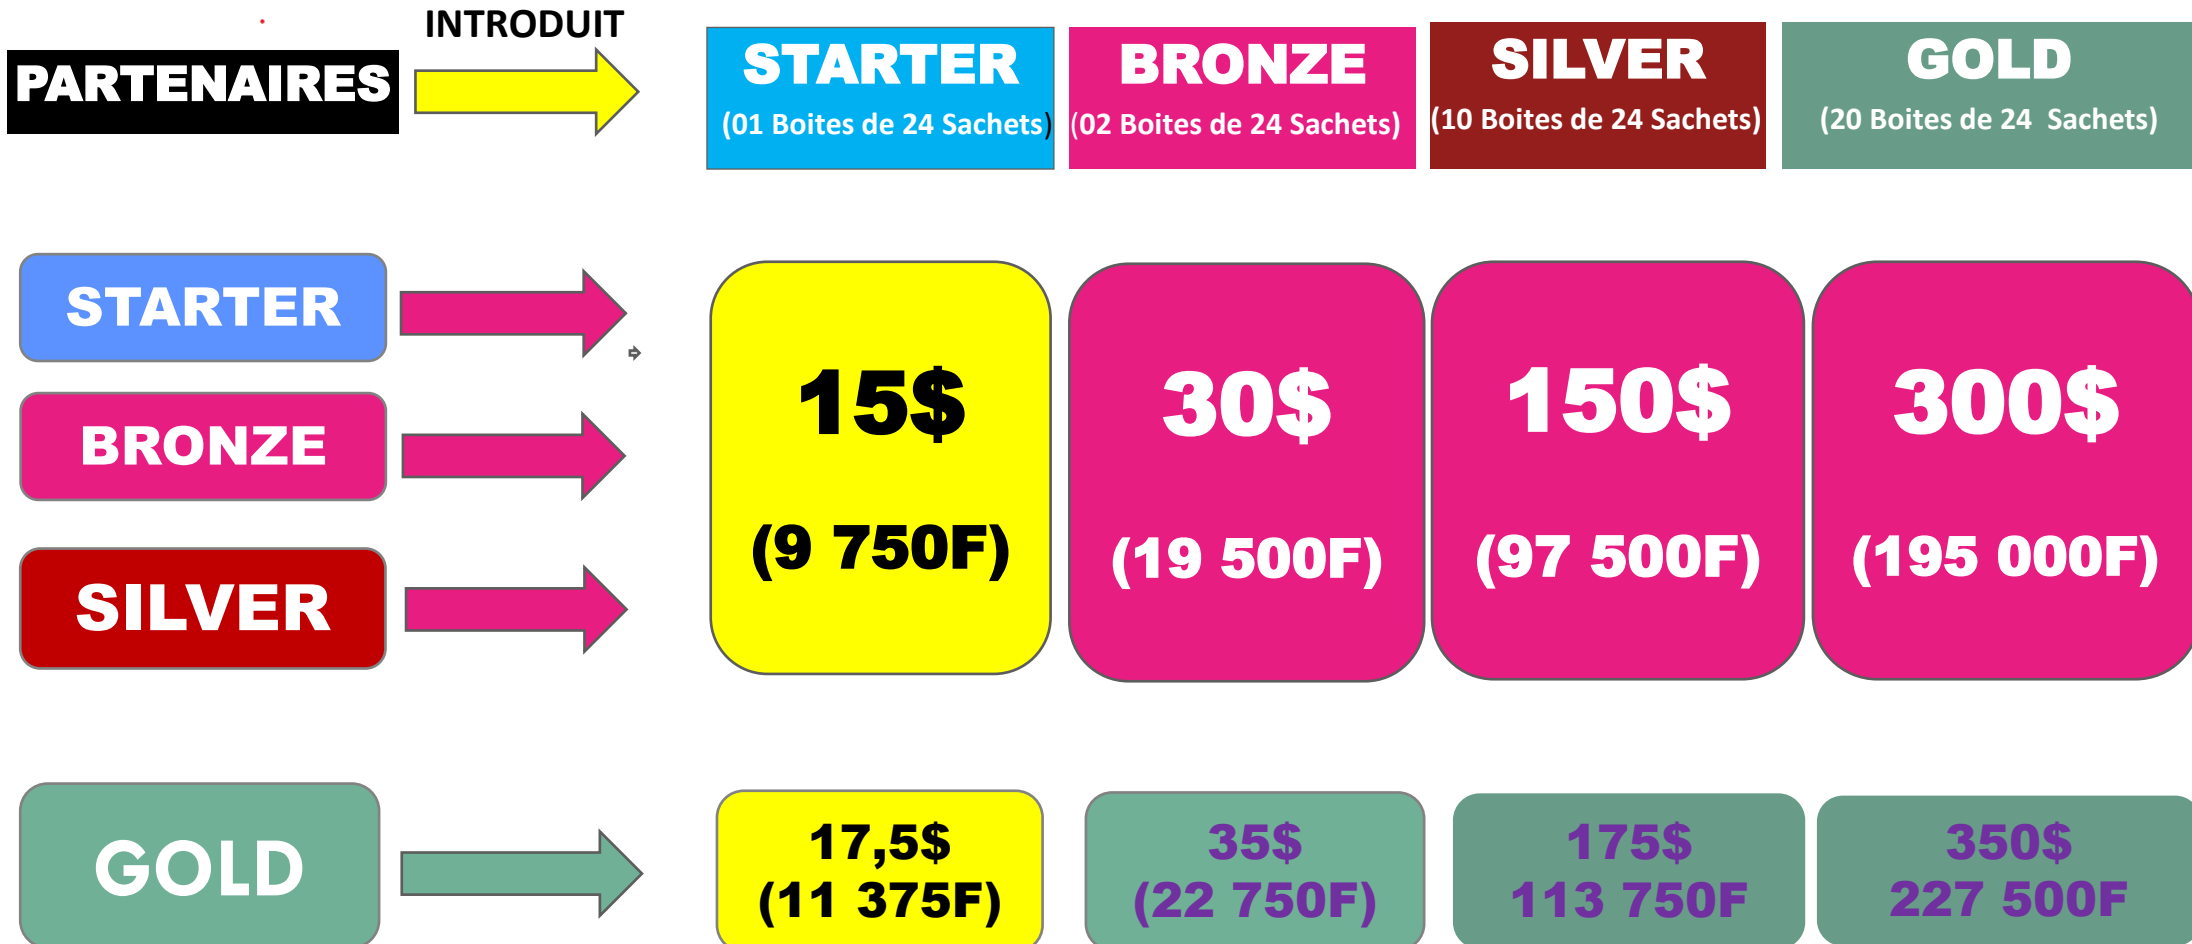 INTRODUIT
PARTENAIRES
STARTER
(01 Boites de 24 Sachets)
BRONZE
(02 Boites de 24 Sachets)
SILVER
(10 Boites de 24 Sachets)
GOLD
(20 Boites de 24 Sachets)
STARTER
BRONZE
SILVER
15$
(9 750F)
30$
(19 500F)
150$
(97 500F)
300$
(195 000F)
GOLD
17,5$
(11 375F)
35$
(22 750F)
175$
113 750F
350$
227 500F